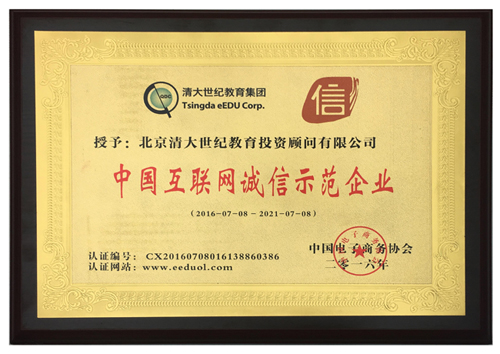 清大世纪教育集团
Tsingda eEDU Corp.
信
授予：北京清大世纪教育投资顾问有限公司
中国互联网诚信示范企业
(2016-07-08－2021-07-08)
认证编号：CX20160708016138860386
中国电子商务协会
认证网站：www.eeduol.com
二零一六年